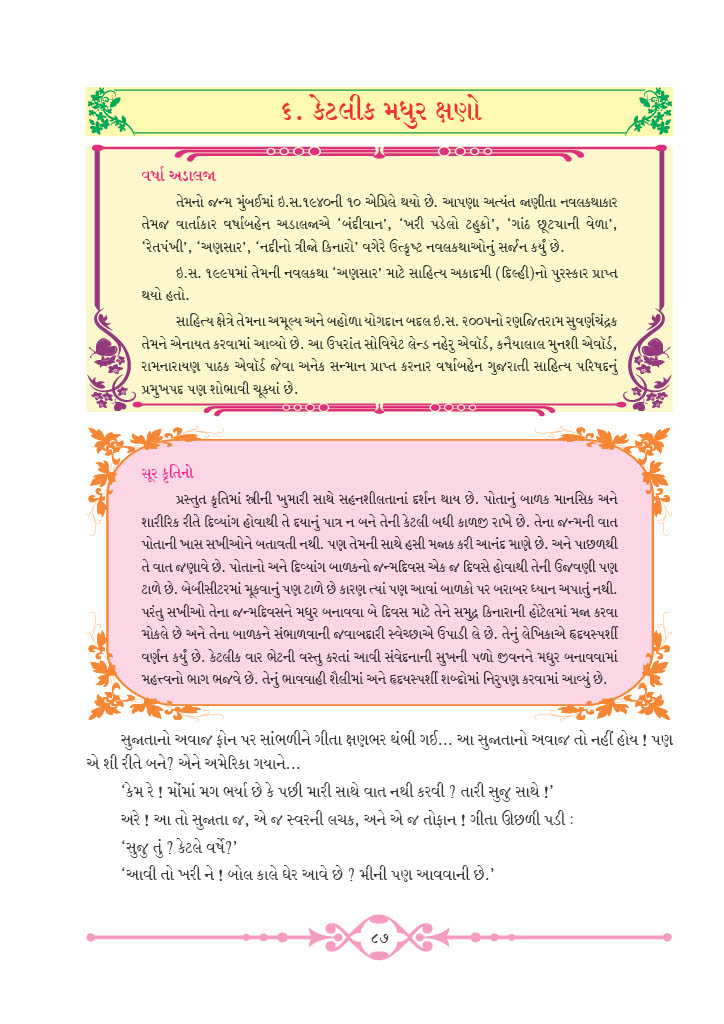 ૬. કેટલીક મધુર ક્ષણો
વર્ષા અડાલજા
તેમનો જન્મ મુંબઈમાં ઇ.સ.૧૯૪૦ની ૧૦ એપ્રિલે થયો છે. આપણા અત્યંત જાણીતા નવલકથાકાર
તેમજ વાર્તાકાર વર્ષાબહેન અડાલજાએ ‘બંદીવાન’, ‘ખરી પડેલો ટહુકો’, ‘ગાંઠ છૂટ્યાની વેળા’,
‘રેતપંખી’, ‘અણસાર’, ‘નદીનો ત્રીજો કિનારો’ વગેરે ઉત્કૃષ્ટ નવલકથાઓનું સર્જન કર્યું છે.
ઇ.સ. ૧૯૯૫માં તેમની નવલકથા ‘અણસાર’ માટે સાહિત્ય અકાદમી (દિલ્હી)નો પુરસ્કાર પ્રાપ્ત
થયો હતો.
સાહિત્ય ક્ષેત્રે તેમના અમૂલ્ય અને બહોળા યોગદાન બદલ ઇ.સ. ૨૦૦૫નો રણજિતરામ સુવર્ણચંદ્રક
તેમને એનાયત કરવામાં આવ્યો છે. આ ઉપરાંત સોવિયેટ લેન્ડ નહેરુ એવોર્ડ, કનૈયાલાલ મુનશી એવૉર્ડ,
રામનારાયણ પાઠક એવૉર્ડ જેવા અનેક સન્માન પ્રાપ્ત કરનાર વર્ષાબહેન ગુજરાતી સાહિત્ય પરિષદનું
પ્રમુખપદ પણ શોભાવી ચૂક્યાં છે.
સૂર કૃતિનો
પ્રસ્તુત કૃતિમાં સ્ત્રીની ખુમારી સાથે સહનશીલતાનાં દર્શન થાય છે. પોતાનું બાળક માનસિક અને
શારીરિક રીતે દિવ્યાંગ હોવાથી તે દયાનું પાત્ર ન બને તેની કેટલી બધી કાળજી રાખે છે. તેના જન્મની વાત
પોતાની ખાસ સખીઓને બતાવતી નથી. પણ તેમની સાથે હસી મજાક કરી આનંદ માણે છે. અને પાછળથી
તે વાત જણાવે છે. પોતાનો અને દિવ્યાંગ બાળકનો જન્મદિવસ એક જ દિવસે હોવાથી તેની ઉજવણી પણ
ટાળે છે. બેબીસીટરમાં મૂકવાનું પણ ટાળે છે કારણ ત્યાં પણ આવાં બાળકો પર બરાબર ધ્યાન અપાતું નથી.
પરંતુ સખીઓ તેના જન્મદિવસને મધુર બનાવવા બે દિવસ માટે તેને સમુદ્ર કિનારાની હોટેલમાં મજા કરવા
મોકલે છે અને તેના બાળકને સંભાળવાની જવાબદારી સ્વેચ્છાએ ઉપાડી લે છે. તેનું લેખિકાએ હૃદયસ્પર્શી
વર્ણન કર્યું છે. કેટલીક વાર ભેટની વસ્તુ કરતાં આવી સંવેદનાની સુખની પળો જીવનને મધુર બનાવવામાં
મહત્ત્વનો ભાગ ભજવે છે. તેનું ભાવવાહી શૈલીમાં અને હૃદયસ્પર્શી શબ્દોમાં નિરુપણ કરવામાં આવ્યું છે.
સુજાતાનો અવાજ ફોન પર સાંભળીને ગીતા ક્ષણભર થંભી ગઈ... આ સુજાતાનો અવાજ તો નહીં હોય ! પણ
એ શી રીતે બને? એને અમેરિકા ગયાને...
‘કેમ રે ! મોંમાં મગ ભર્યા છે કે પછી મારી સાથે વાત નથી કરવી ? તારી સુજુ સાથે !’
અરે ! આ તો સુજાતા જ, એ જ સ્વરની લચક, અને એ જ તોફાન ! ગીતા ઊછળી પડી :
‘સુજુ તું ? કેટલે વર્ષે?’
‘આવી તો ખરી ને ! બોલ કાલે ઘેર આવે છે ? મીની પણ આવવાની છે.’
૮૭